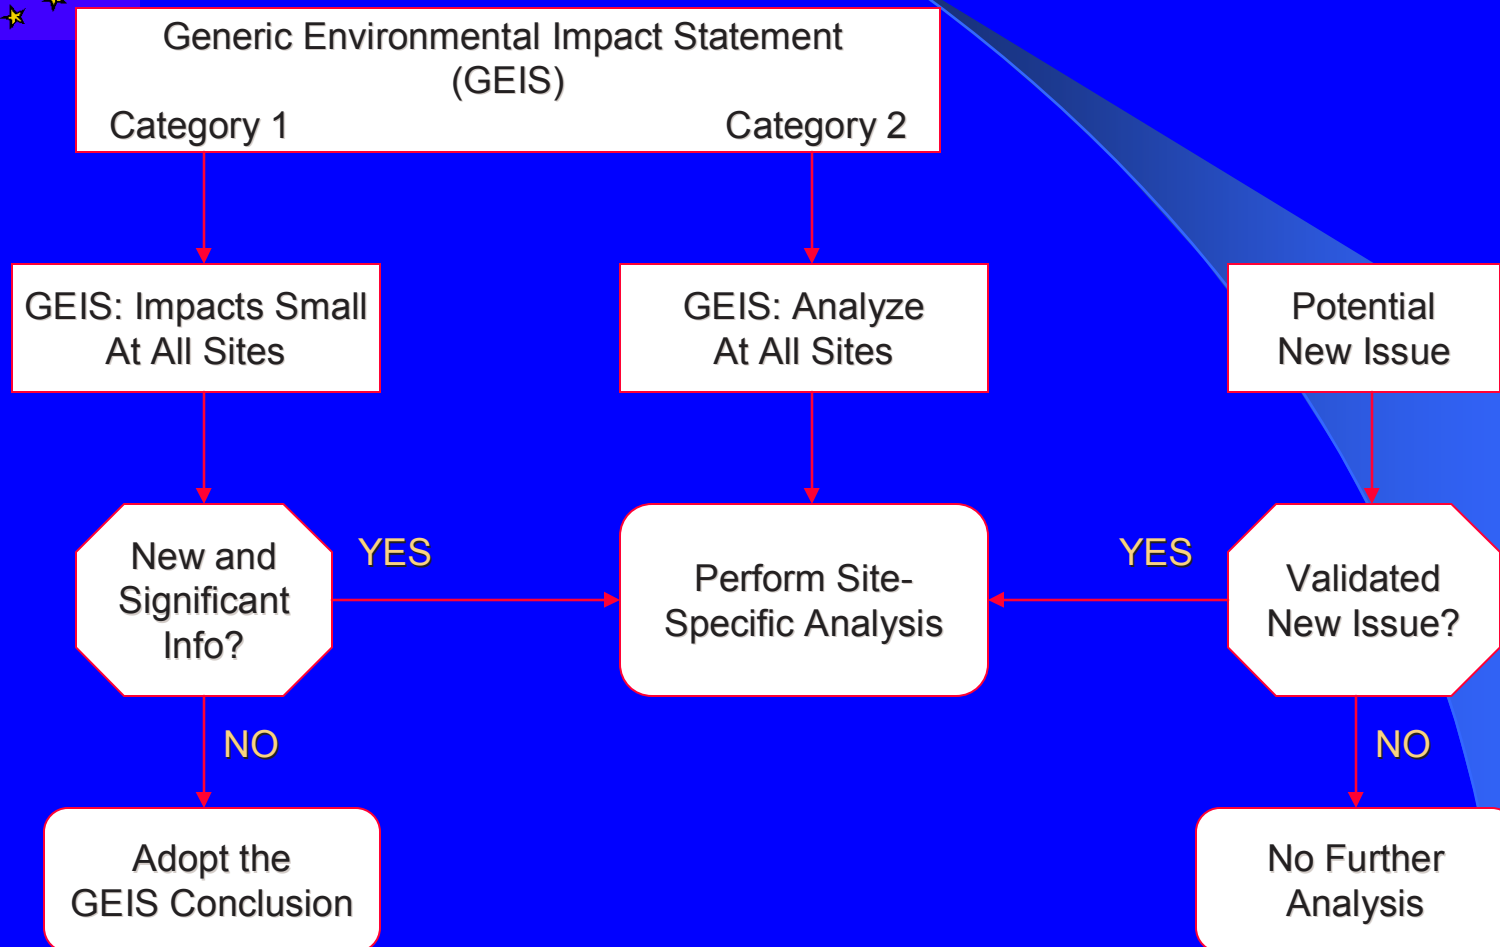 Generic Environmental Impact Statement
(GEIS)
Category 1
Category 2
GEIS: Impacts Small
At All Sites
GEIS: Analyze
At All Sites
Potential
New Issue
New and
Significant
Info?
YES
Perform Site-
Specific Analysis
YES
Validated
New Issue?
NO
NO
Adopt the
GEIS Conclusion
No Further
Analysis